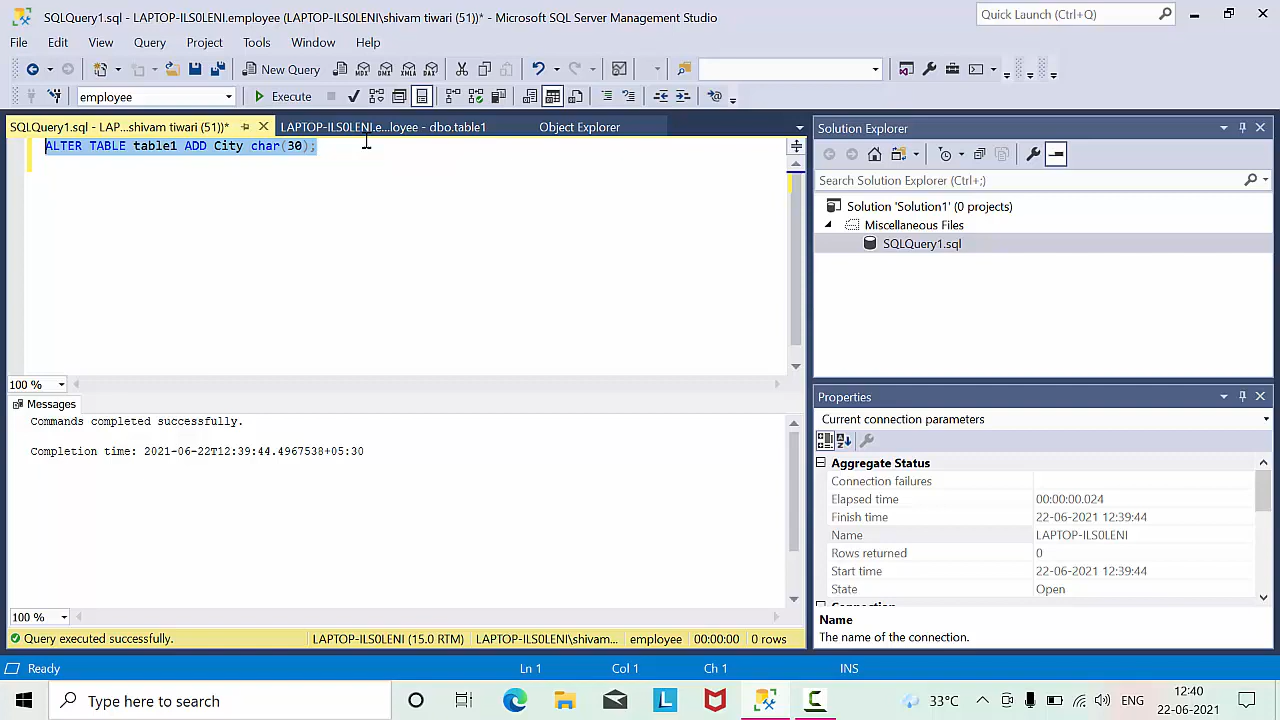 SQLQuery1.sql - LAPTOP-ILS0LENI.employee (LAPTOP-ILS0LENI\shivam tiwari (51))* - Microsoft SQL Server Management Studio
Quick Launch (Ctrl+Q)
File Edit View Query Project Tools Window Help
New Query
MDX DMX XMLA DAX
employee
Execute
SQLQuery1.sql - LAP...shivam tiwari (51))*
LAPTOP-ILS0LENI.e...loyee - dbo.table1
Object Explorer
ALTER TABLE table1 ADD City char(30);
Solution Explorer
Search Solution Explorer (Ctrl+;)
Solution 'Solution1' (0 projects)
Miscellaneous Files
SQLQuery1.sql
100 %
Messages
Commands completed successfully.
Completion time: 2021-06-22T12:39:44.4967538+05:30
100 %
Query executed successfully.
LAPTOP-ILS0LENI (15.0 RTM)
LAPTOP-ILS0LENI\shivam...
employee
00:00:00
0 rows
Properties
Current connection parameters
Aggregate Status
Connection failures
Elapsed time 00:00:00.024
Finish time 22-06-2021 12:39:44
Name LAPTOP-ILS0LENI
Rows returned 0
Start time 22-06-2021 12:39:44
State Open
Name
The name of the connection.
Ready
Ln 1
Col 1
Ch 1
INS
Type here to search
33°C
ENG
12:40
22-06-2021